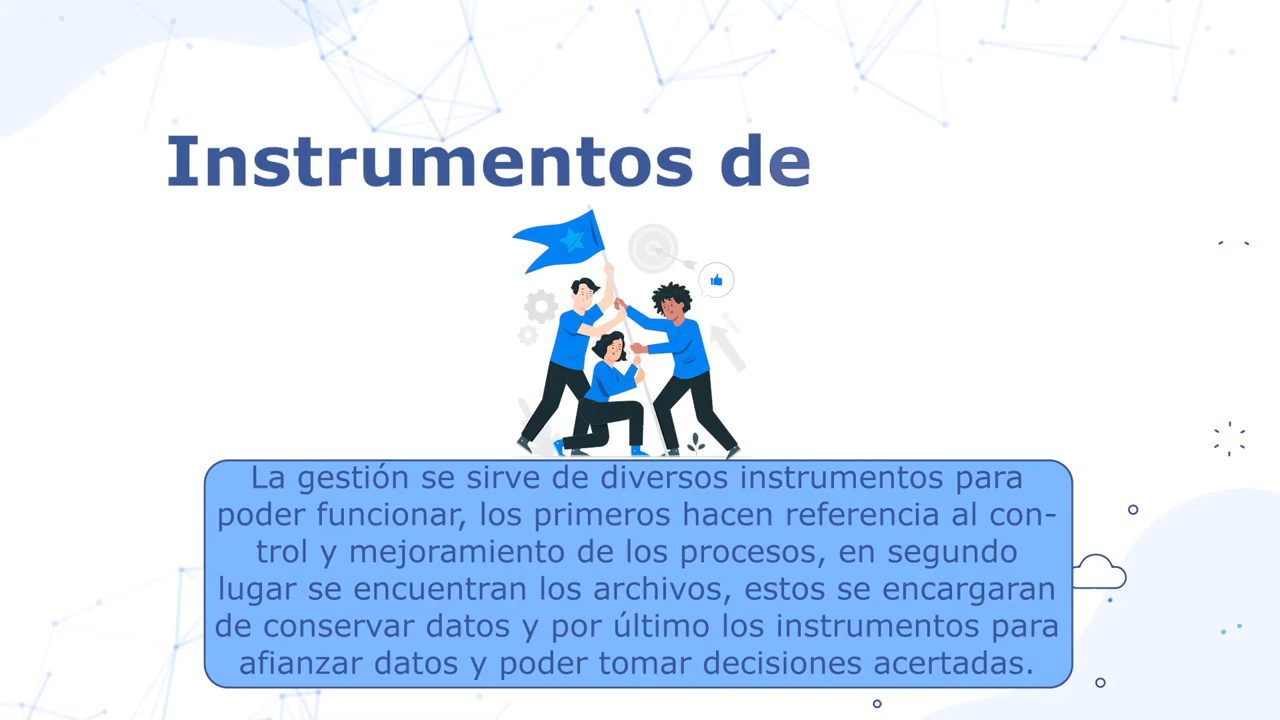 Instrumentos de
La gestión se sirve de diversos instrumentos para
poder funcionar, los primeros hacen referencia al con-
trol y mejoramiento de los procesos, en segundo
lugar se encuentran los archivos, estos se encargaran
de conservar datos y por último los instrumentos para
afianzar datos y poder tomar decisiones acertadas.